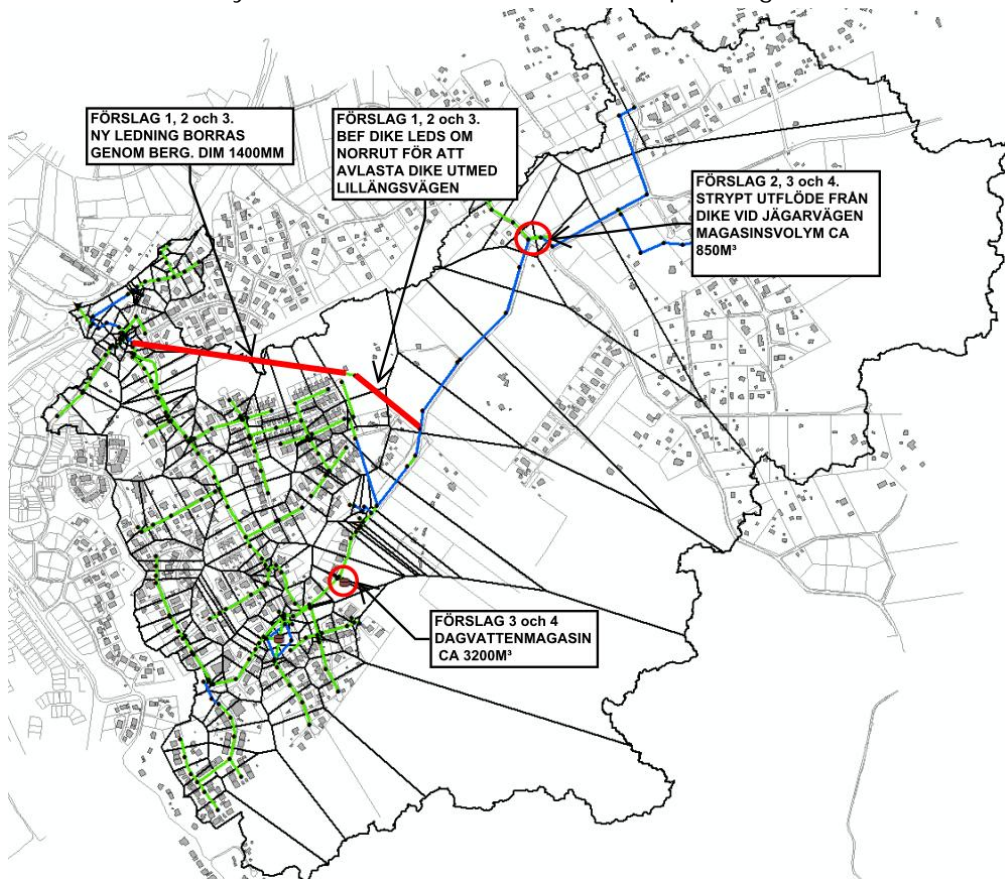 FÖRSLAG 1, 2 och 3.
NY LEDNING BORRAS
GENOM BERG. DIM 1400MM
FÖRSLAG 1, 2 och 3.
BEF DIKE LEDS OM
NORRUT FÖR ATT
AVLASTA DIKE UTMED
LILLÄNGSVÄGEN
FÖRSLAG 2, 3 och 4.
STRYPT UTFLÖDE FRÅN
DIKE VID JÄGARVÄGEN
MAGASINSVOLYM CA
850M³
FÖRSLAG 3 och 4
DAGVATTENMAGASIN
CA 3200M³